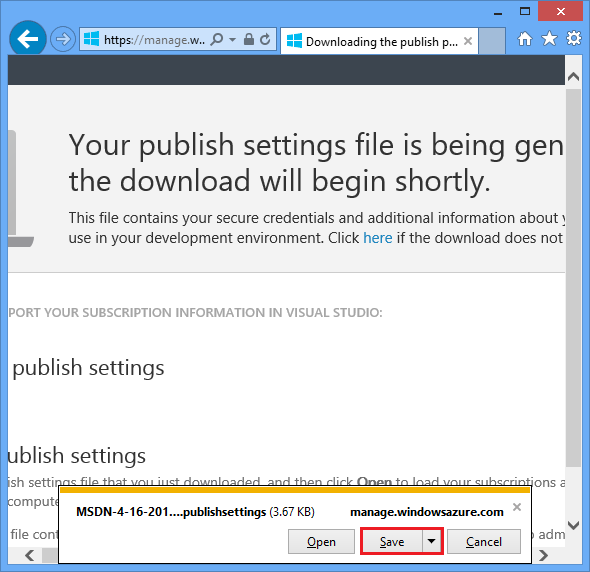 https://manage.w..
Downloading the publish p...
Your publish settings file is being gen
the download will begin shortly.
This file contains your secure credentials and additional information about y
use in your development environment. Click here if the download does not
PORT YOUR SUBSCRIPTION INFORMATION IN VISUAL STUDIO:
publish settings
ublish settings
ish settings file that you just downloaded, and then click Open to load your subscriptions a
compute
file cont
adm
MSDN-4-16-201....publishsettings (3.67 KB)
manage.windowsazure.com
Open
Save
Cancel